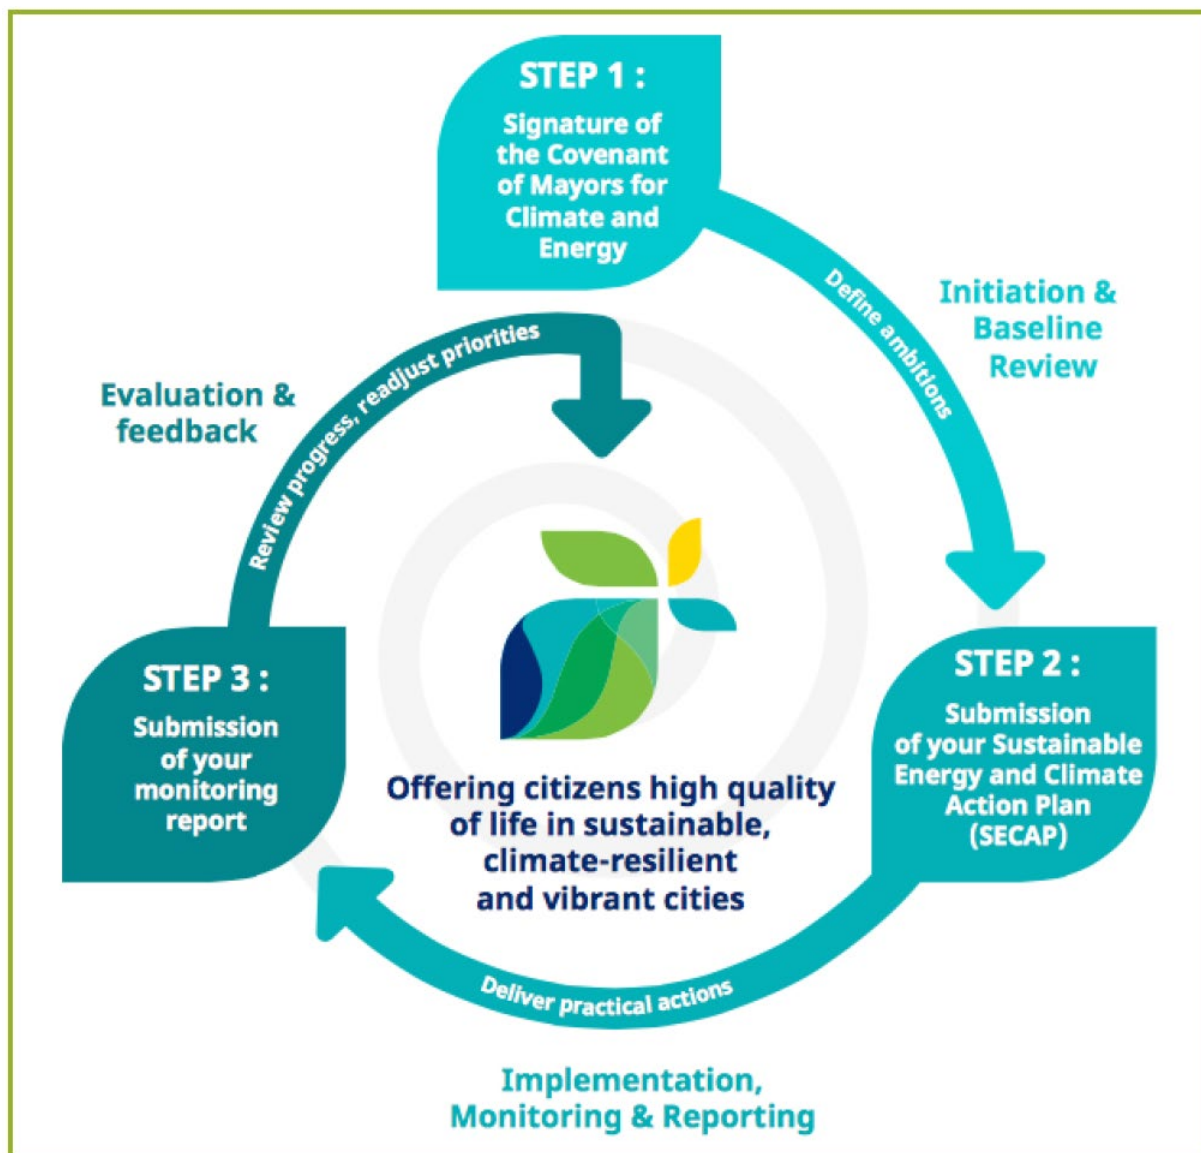 STEP 1 :
Signature of
the Covenant
of Mayors for
Climate and
Energy
Define ambitions
Initiation &
Baseline
Review
STEP 2 :
Submission
of your Sustainable
Energy and Climate
Action Plan
(SECAP)
Deliver practical actions
Implementation,
Monitoring & Reporting
STEP 3 :
Submission
of your
monitoring
report
Review progress, readjust priorities
Evaluation &
feedback
Offering citizens high quality
of life in sustainable,
climate-resilient
and vibrant cities